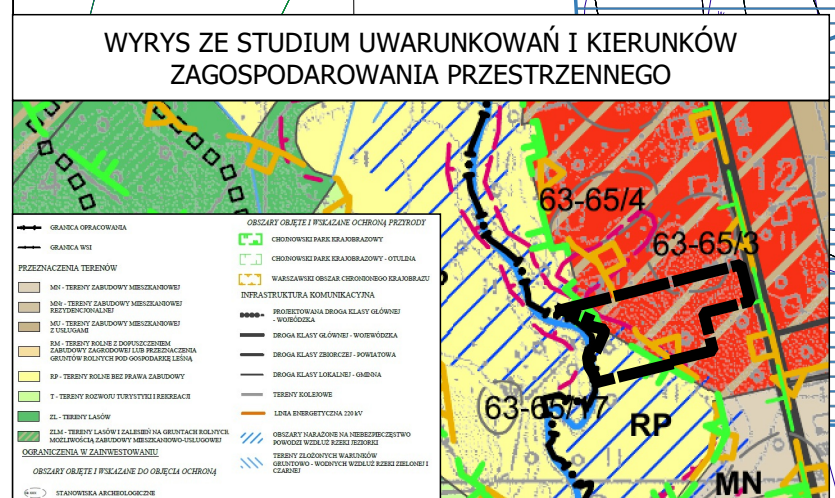 WYRYS ZE STUDIUM UWARUNKOWAŃ I KIERUNKÓW
ZAGOSPODAROWANIA PRZESTRZENNEGO
63-65/4
63-65/3
12
63-65/17
RP
MN
GRANICA OPRACOWANIA
GRANICA WSI
PRZEZNACZENIA TERENÓW
MN - TERENY ZABUDOWY MIESZKANIOWEJ
MNr - TERENY ZABUDOWY MIESZKANIOWEJ
REZYDENCJONALNEJ
MU - TERENY ZABUDOWY MIESZKANIOWEJ
Z USŁUGAMI
RM - TERENY ROLNE Z DOPUSZCZENIEM
ZABUDOWY ZAGRODOWEJ LUB PRZEZNACZENIA
GRUNTÓW ROLNYCH POD GOSPODARKĘ LEŚNĄ
RP - TERENY ROLNE BEZ PRAWA ZABUDOWY
T - TERENY ROZWOJU TURYSTYKI I REKREACJI
ZL - TERENY LASÓW
ZLM - TERENY LASÓW I ZALESIEŃ NA GRUNTACH ROLNYCH
MOŻLIWOŚCIĄ ZABUDOWY MIESZKANIOWO-USŁUGOWEJ
OGRANICZENIA W ZAINWESTOWANIU
OBSZARY OBJĘTE I WSKAZANE DO OBJĘCIA OCHRONĄ
STANOWISKA ARCHEOLOGICZNE
OBSZARY OBJĘTE I WSKAZANE OCHRONĄ PRZYRODY
CHOJNOWSKI PARK KRAJOBRAZOWY
CHOJNOWSKI PARK KRAJOBRAZOWY - OTULINA
WARSZAWSKI OBSZAR CHRONIONEGO KRAJOBRAZU
INFRASTRUKTURA KOMUNIKACYJNA
PROJEKTOWANA DROGA KLASY GŁÓWNEJ
- WOJEWÓDZKA
DROGA KLASY GŁÓWNEJ - WOJEWÓDZKA
DROGA KLASY ZBIORCZEJ - POWIATOWA
DROGA KLASY LOKALNEJ - GMINNA
TERENY KOLEJOWE
LINIA ENERGETYCZNA 220 kV
OBSZARY NARAŻONE NA NIEBEZPIECZEŃSTWO
POWODZI WZDŁUŻ RZEKI JEZIORKI
TERENY ZŁOŻONYCH WARUNKÓW
GRUNTOWO - WODNYCH WZDŁUŻ RZEKI ZIELONEJ I
CZARNEJ